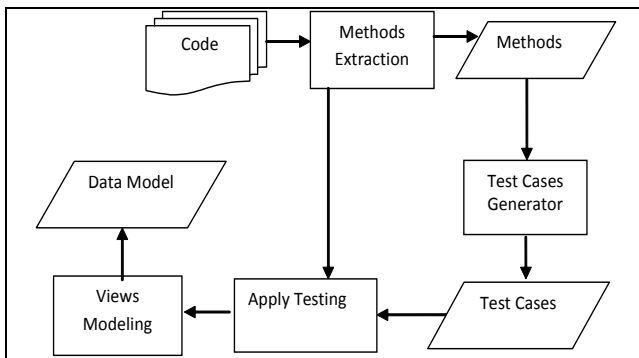 Code
Methods
Extraction
Methods
Data Model
Test Cases
Generator
Views
Modeling
Apply Testing
Test Cases